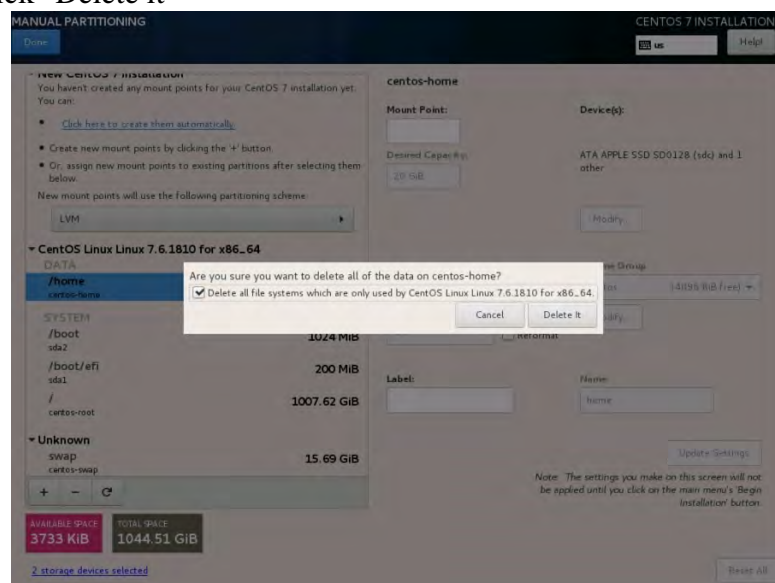 MANUAL PARTITIONING
CENTOS 7 INSTALLATION
Done
us
Help!
New CentOS 7 Installation
You haven't created any mount points for your CentOS 7 installation yet.
You can:
Click here to create them automatically.
Create new mount points by clicking the '+' button.
Or, assign new mount points to existing partitions after selecting them
below.
New mount points will use the following partitioning scheme:
LVM
CentOS Linux Linux 7.6.1810 for x86_64
DATA
/home
centos-home
SYSTEM
/boot
1024 MiB
sda2
/boot/efi
200 MiB
sda1
/
1007.62 GiB
centos-root
Unknown
swap
15.69 GiB
centos-swap
+ -
AVAILABLE SPACE
3733 KiB
TOTAL SPACE
1044.51 GiB
2 storage devices selected
centos-home
Mount Point:
Device(s):
Desired Capacity:
20 GiB
ATA APPLE SSD SD0128 (sdc) and 1
other
Modify...
Group
free)
Reformat
Label:
Name:
home
Update Settings
Note: The settings you make on this screen will not
be applied until you click on the main menu's 'Begin
Installation' button.
Reset All
Are you sure you want to delete all of the data on centos-home?
Delete all file systems which are only used by CentOS Linux Linux 7.6.1810 for x86_64.
Cancel
Delete It